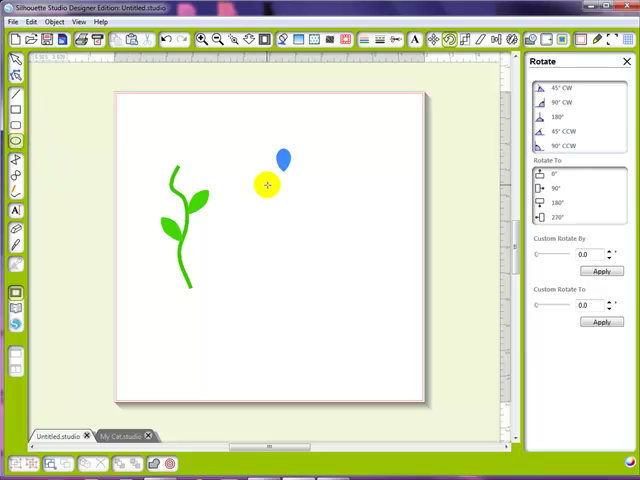 Silhouette Studio Designer Edition: Untitled.studio
File Edit Object View Help
Rotate
45° CW
90° CW
180°
45° CCW
90° CCW
Rotate To
0°
90°
180°
270°
Custom Rotate By
0.0 °
Apply
Custom Rotate To
0.0 °
Apply
Untitled.studio My Cat.studio